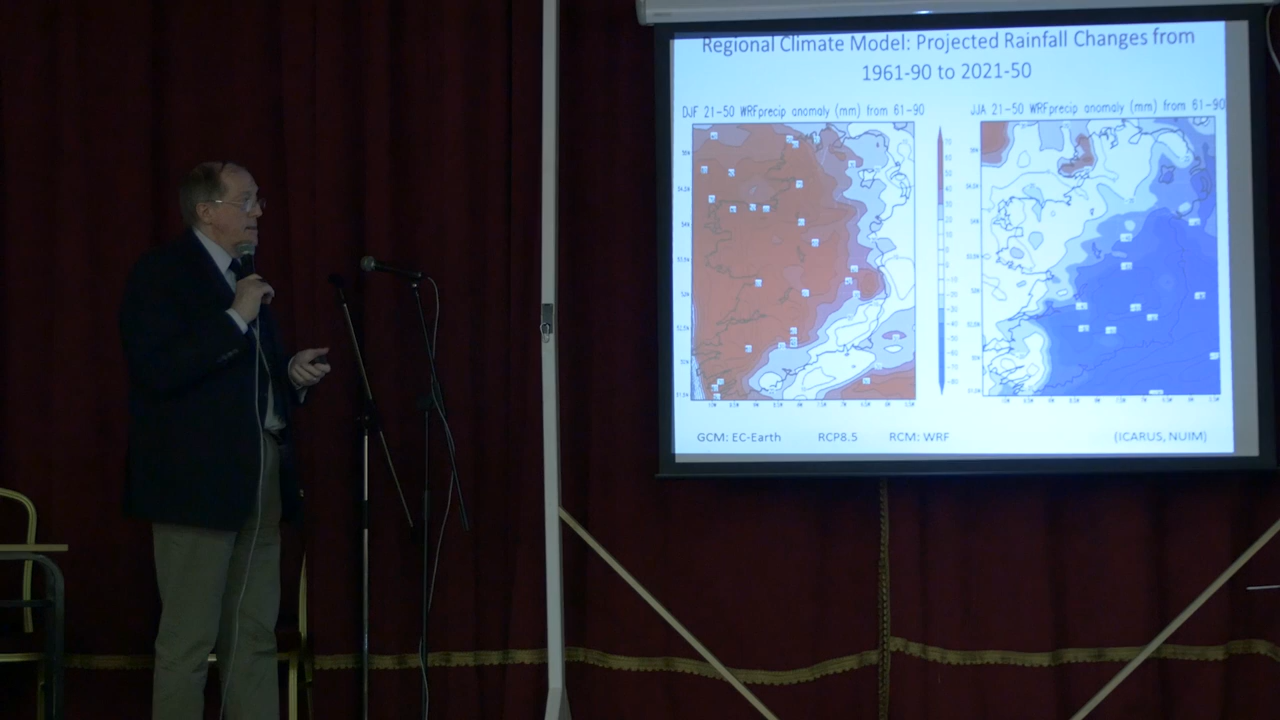 Regional Climate Model: Projected Rainfall Changes from
1961-90 to 2021-50
DJF 21-50 WRFprecip anomaly (mm) from 61-90
JJA 21-50 WRFprecip anomaly (mm) from 61-90
GCM: EC-Earth
RCP8.5
RCM: WRF
(ICARUS, NUIM)